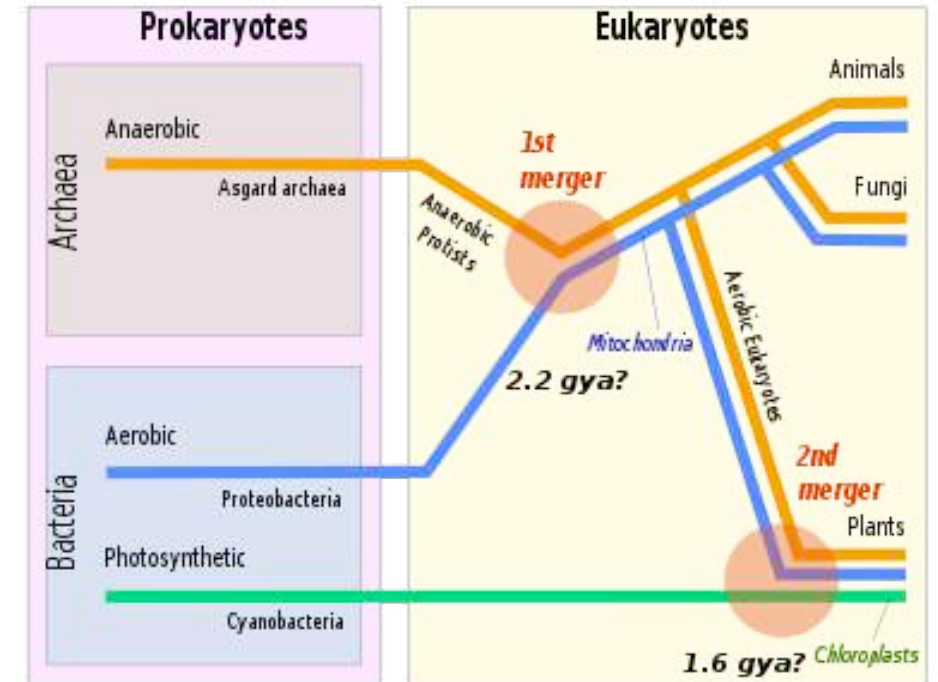 Prokaryotes
Eukaryotes
Archaea
Anaerobic
Asgard archaea
Bacteria
Aerobic
Proteobacteria
Photosynthetic
Cyanobacteria
Anaerobic
Protists
1st
merger
2.2 gya?
Mitochondria
Aerobic Eukaryotes
Animals
Fungi
2nd
merger
Plants
1.6 gya?
Chloroplasts